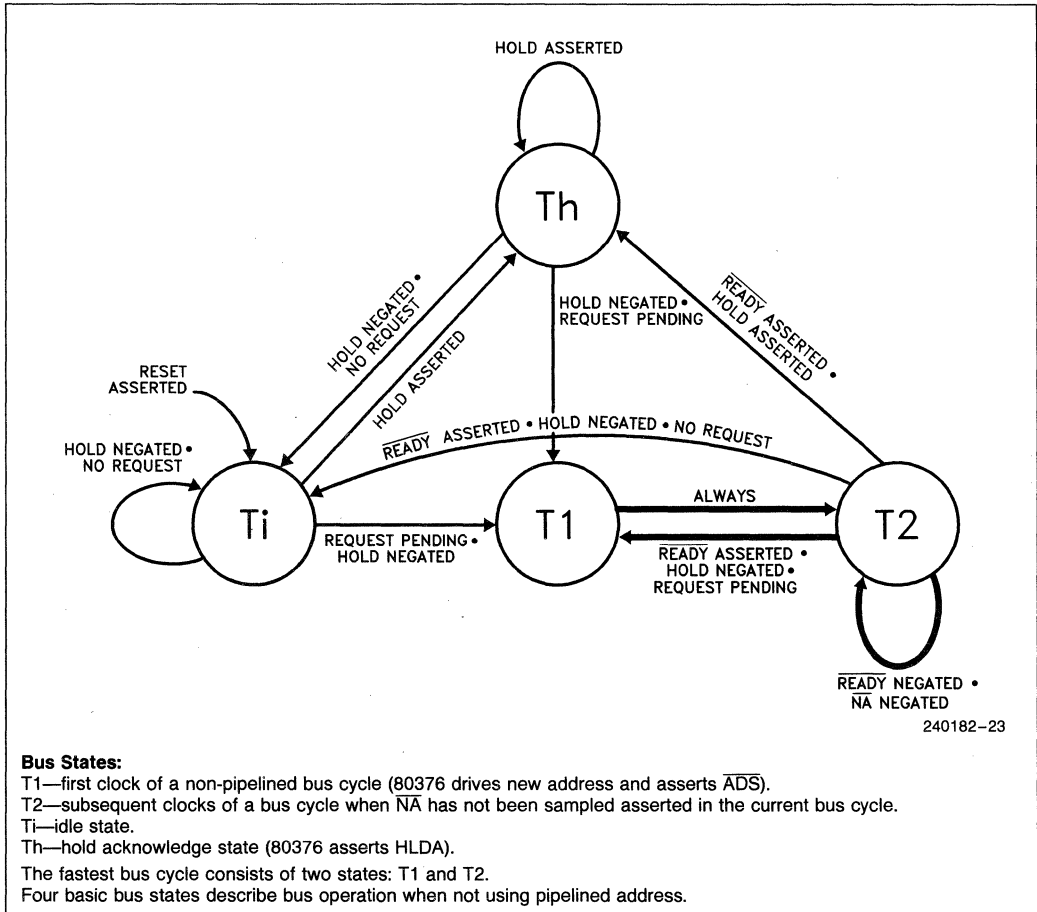 HOLD ASSERTED
Th
HOLD NEGATED •
NO REQUEST
HOLD ASSERTED
HOLD NEGATED •
REQUEST PENDING
READY ASSERTED •
HOLD ASSERTED
RESET
ASSERTED
HOLD NEGATED •
NO REQUEST
READY ASSERTED • HOLD NEGATED • NO REQUEST
Ti
T1
T2
ALWAYS
REQUEST PENDING •
HOLD NEGATED
READY ASSERTED •
HOLD NEGATED •
REQUEST PENDING
READY NEGATED •
NA NEGATED
240182-23
Bus States:
T1—first clock of a non-pipelined bus cycle (80376 drives new address and asserts ADS).
T2—subsequent clocks of a bus cycle when NA has not been sampled asserted in the current bus cycle.
Ti—idle state.
Th—hold acknowledge state (80376 asserts HLDA).
The fastest bus cycle consists of two states: T1 and T2.
Four basic bus states describe bus operation when not using pipelined address.